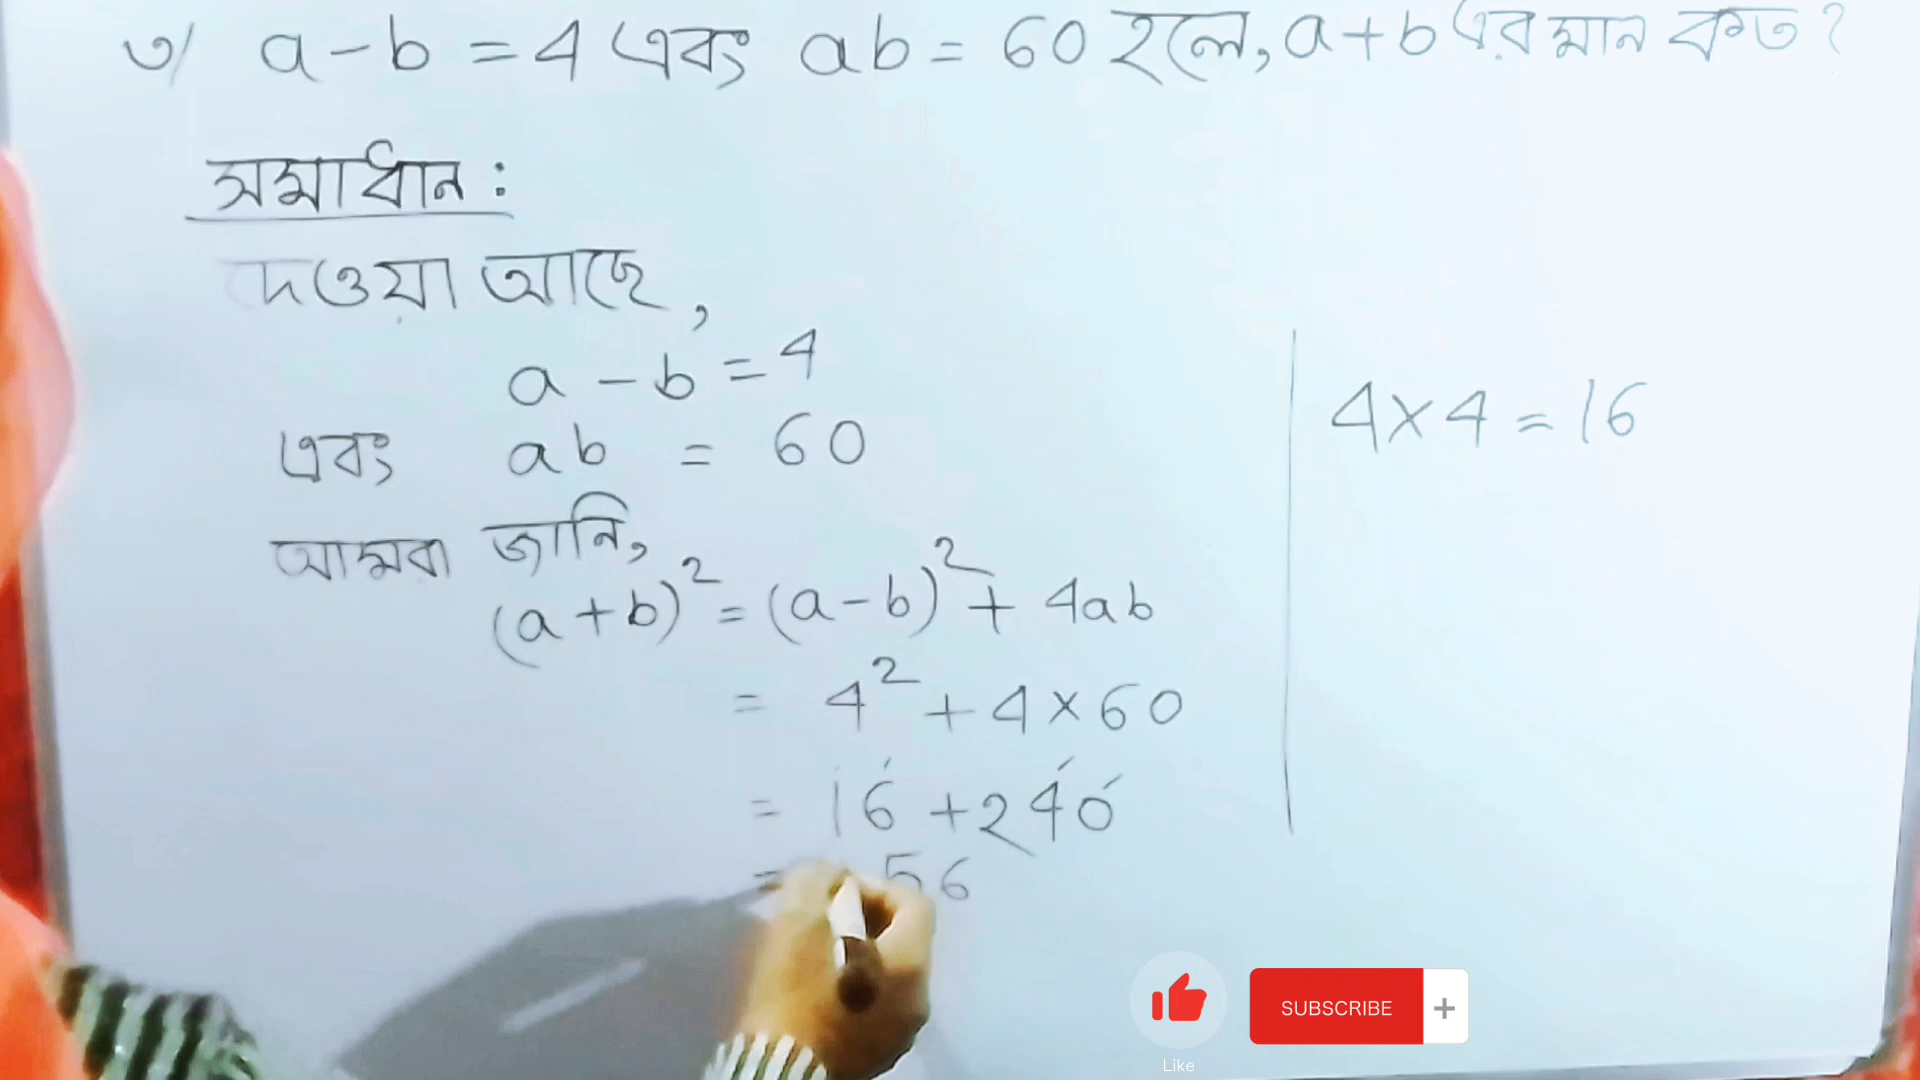 ৩/ a - b = 4 এবং ab = 60 হলে, a + b এর মান কত ?
সমাধান :
দেওয়া আছে,
a - b = 4
এবং ab = 60
আমরা জানি,
(a + b)² = (a - b)² + 4ab
= 4² + 4 × 60
= 16 + 240
= 56
4 × 4 = 16
SUBSCRIBE +
Like